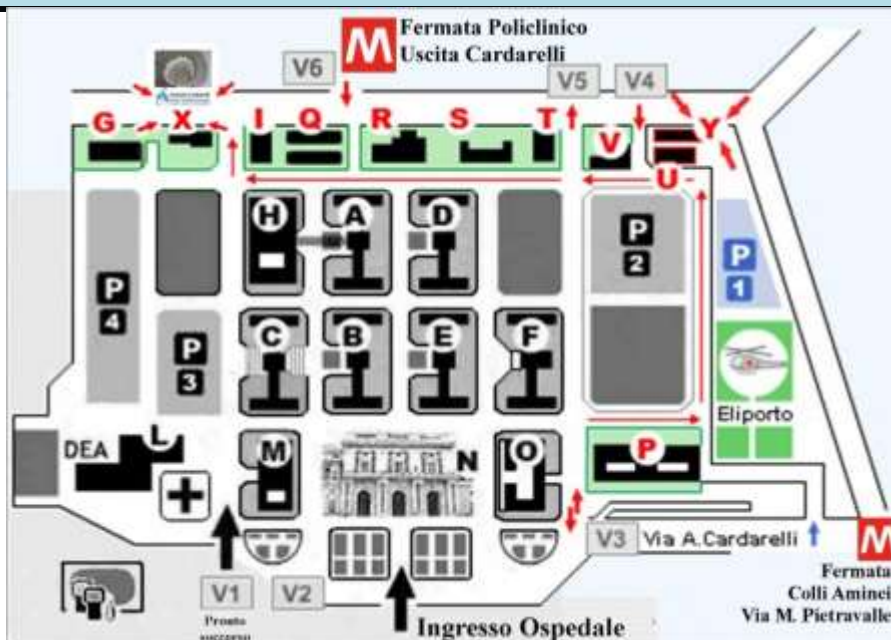 Fermata Policlinico
Uscita Cardarelli
M
V6
V5
V4
G
X
I
Q
R
S
T
V
Y
U
H
A
D
P
2
P
1
P
4
C
B
E
F
P
3
Eliporto
DEA
L
M
N
O
P
V3
Via A.Cardarelli
M
V1
V2
Pronto
soccorso
Ingresso Ospedale
Fermata
Colli Aminei
Via M. Pietravalle